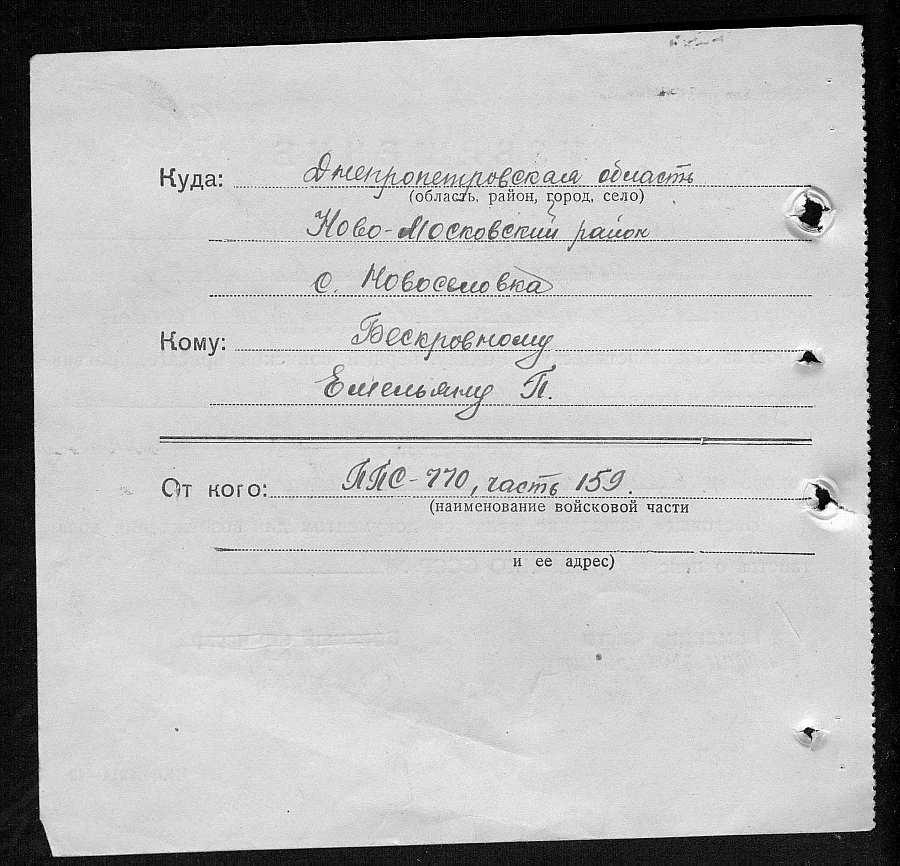 Куда: Днепропетровская область
(область, район, город, село)
Ново-Московский район
с. Новоселовка
Кому: Бескровному
Емельяну П.
От кого: ППС-770, часть 159.
(наименование войсковой части
и ее адрес)